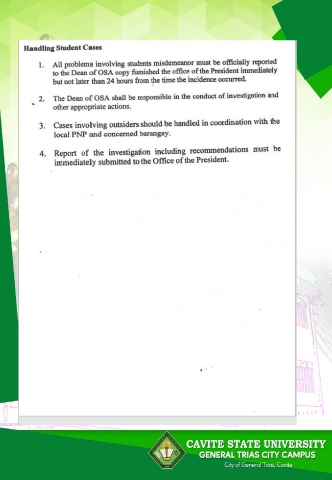 Handling Student Cases
1. All problems involving students misdemeanor must be officially reported
to the Dean of OSA copy furnished the office of the President immediately
but not later than 24 hours from the time the incidence occurred.
2. The Dean of OSA shall be responsible in the conduct of investigation and
other appropriate actions.
3. Cases involving outsiders should be handled in coordination with the
local PNP and concerned barangay.
4. Report of the investigation including recommendations must be
immediately submitted to the Office of the President.
CAVITE STATE UNIVERSITY
GENERAL TRIAS CITY CAMPUS
City of General Trias, Cavite